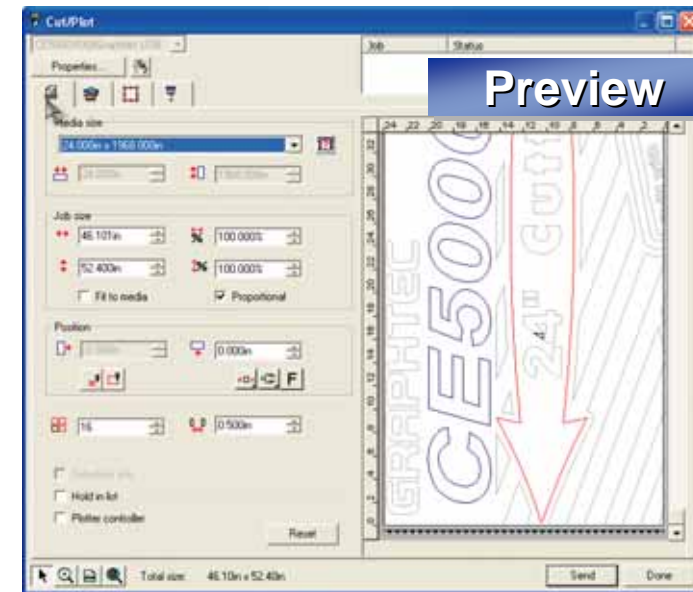 Cut/Plot
Job Status
Properties...
Preview
Media size
24.000in x 1968.000in
24 22 20 18 16 14 12 10 8 6 4 2
Job size
46.101in 100.000%
52.400in 100.000%
Fit to media Proportional
Position
0.000in
F
16 0.500in
Hold in list
Plotter controller
Reset
GRAPHTEC
CE5000
24" Cutt
Total size: 46.10in x 52.40in
Send Done